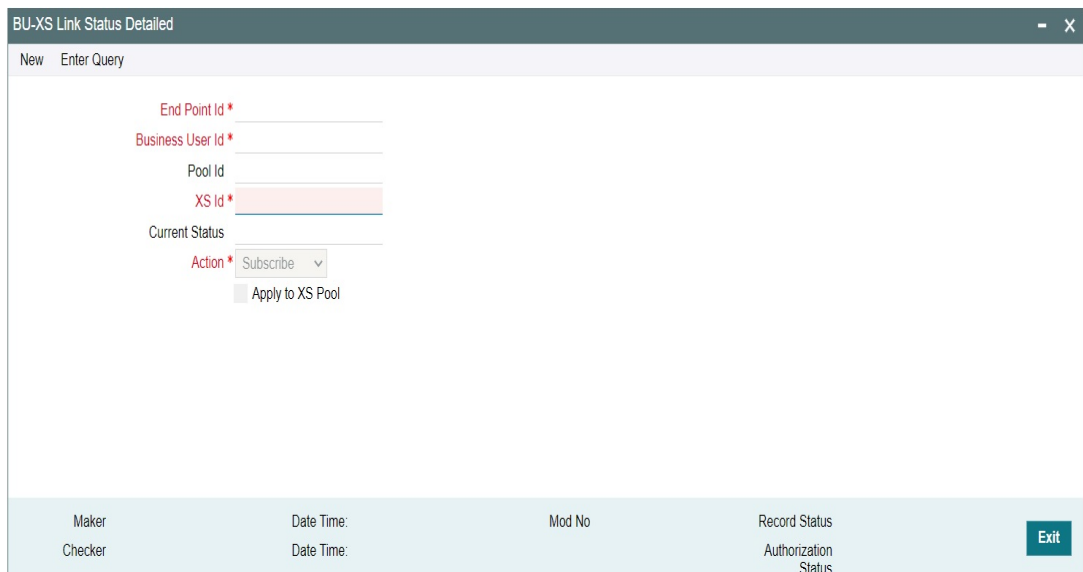 BU-XS Link Status Detailed
New Enter Query
End Point Id *
Business User Id *
Pool Id
XS Id *
Current Status
Action * Subscribe
Apply to XS Pool
Maker Date Time: Mod No Record Status
Checker Date Time: Authorization Status
Exit